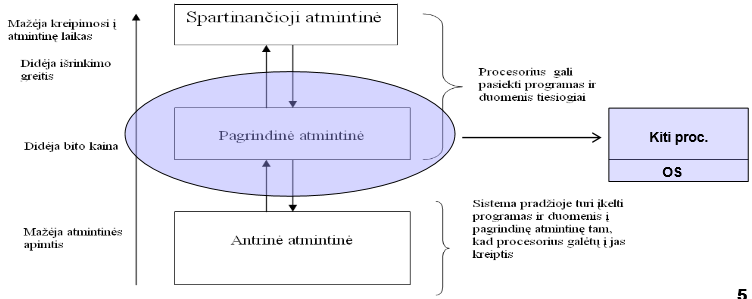 Mažėja kreipimosi į
atmintinę laikas
Didėja išrinkimo
greitis
Didėja bito kaina
Mažėja atmintinės
apimtis
Spartinančioji atmintinė
Pagrindinė atmintinė
Antrinė atmintinė
Procesorius gali
pasiekti programas ir
duomenis tiesiogiai
Kiti proc.
OS
Sistema pradžioje turi įkelti
programas ir duomenis į
pagrindinę atmintinę tam,
kad procesorius galėtų į jas
kreiptis
5